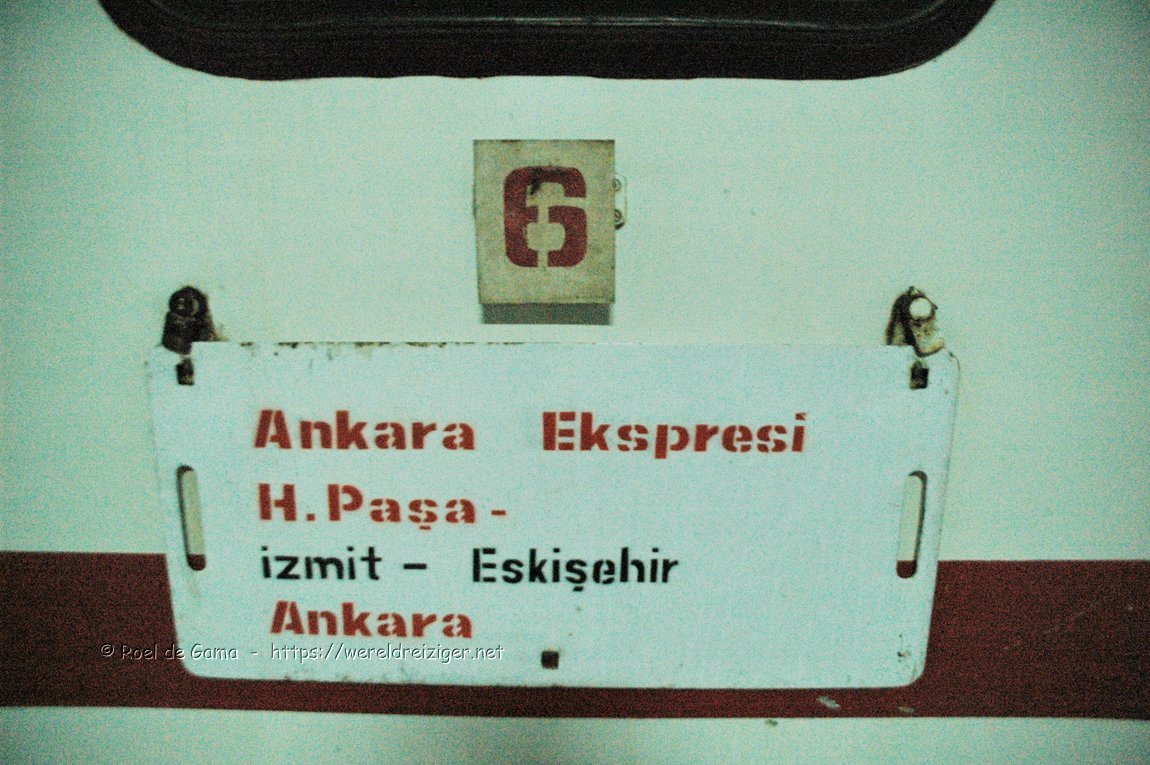 6
Ankara Ekspresi
H.Paşa-
izmit - Eskişehir
Ankara
© Roel de Gama - https://wereldreiziger.net